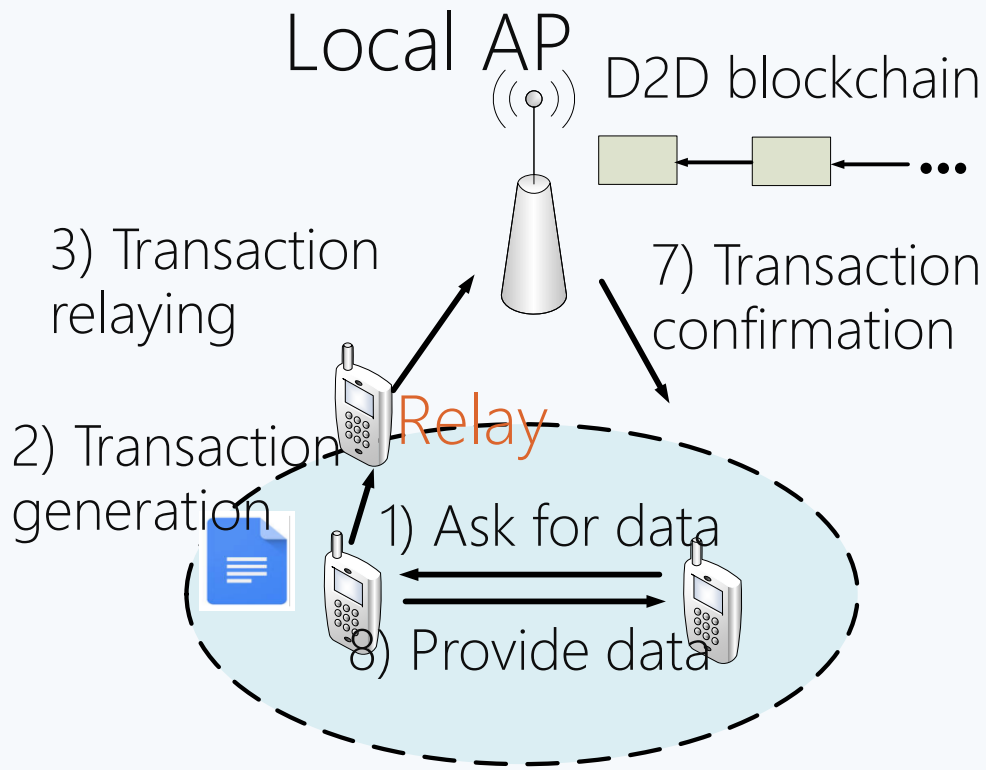 Local AP
D2D blockchain
3) Transaction
relaying
7) Transaction
confirmation
Relay
2) Transaction
generation
1) Ask for data
8) Provide data